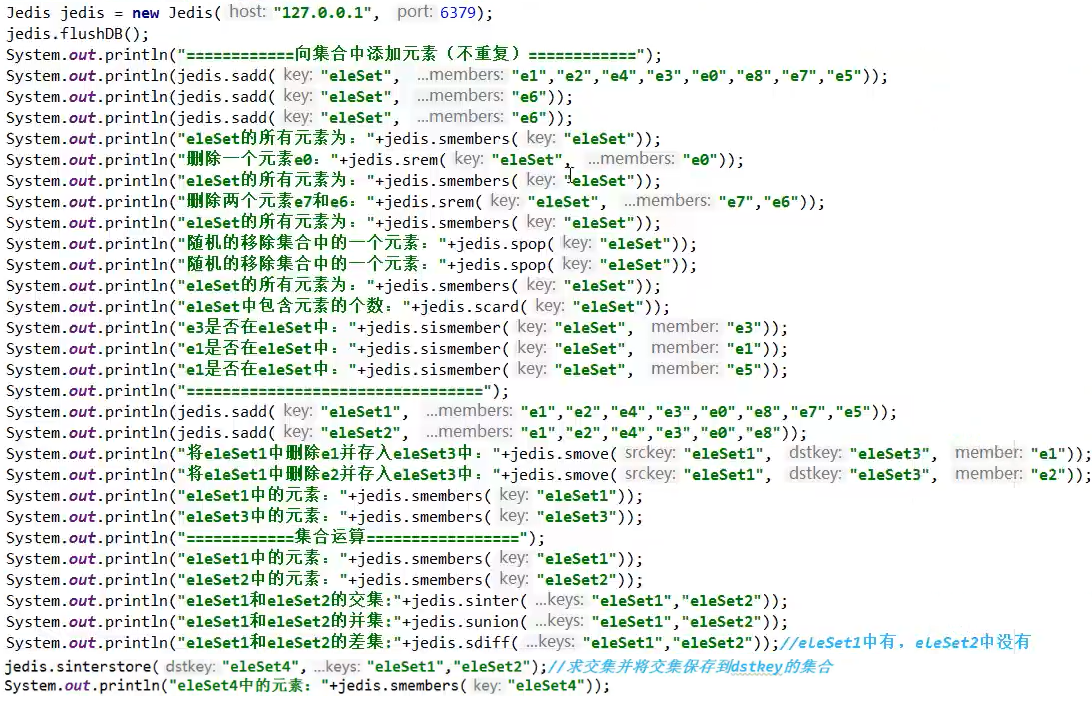 Jedis jedis = new Jedis( host: "127.0.0.1", port: 6379);
jedis.flushDB();
System.out.println("============向集合中添加元素（不重复）============");
System.out.println(jedis.sadd( key: "eleSet", ...members: "e1","e2","e4","e3","e0","e8","e7","e5"));
System.out.println(jedis.sadd( key: "eleSet", ...members: "e6"));
System.out.println(jedis.sadd( key: "eleSet", ...members: "e6"));
System.out.println("eleSet的所有元素为："+jedis.smembers( key: "eleSet"));
System.out.println("删除一个元素e0："+jedis.srem( key: "eleSet", ...members: "e0"));
System.out.println("eleSet的所有元素为："+jedis.smembers( key: "eleSet"));
System.out.println("删除两个元素e7和e6："+jedis.srem( key: "eleSet", ...members: "e7","e6"));
System.out.println("eleSet的所有元素为："+jedis.smembers( key: "eleSet"));
System.out.println("随机的移除集合中的一个元素："+jedis.spop( key: "eleSet"));
System.out.println("随机的移除集合中的一个元素："+jedis.spop( key: "eleSet"));
System.out.println("eleSet的所有元素为："+jedis.smembers( key: "eleSet"));
System.out.println("eleSet中包含元素的个数："+jedis.scard( key: "eleSet"));
System.out.println("e3是否在eleSet中："+jedis.sismember( key: "eleSet", member: "e3"));
System.out.println("e1是否在eleSet中："+jedis.sismember( key: "eleSet", member: "e1"));
System.out.println("e1是否在eleSet中："+jedis.sismember( key: "eleSet", member: "e5"));
System.out.println("=================================");
System.out.println(jedis.sadd( key: "eleSet1", ...members: "e1","e2","e4","e3","e0","e8","e7","e5"));
System.out.println(jedis.sadd( key: "eleSet2", ...members: "e1","e2","e4","e3","e0","e8"));
System.out.println("将eleSet1中删除e1并存入eleSet3中："+jedis.smove( srckey: "eleSet1", dstkey: "eleSet3", member: "e1"));
System.out.println("将eleSet1中删除e2并存入eleSet3中："+jedis.smove( srckey: "eleSet1", dstkey: "eleSet3", member: "e2"));
System.out.println("eleSet1中的元素："+jedis.smembers( key: "eleSet1"));
System.out.println("eleSet3中的元素："+jedis.smembers( key: "eleSet3"));
System.out.println("============集合运算=================");
System.out.println("eleSet1中的元素："+jedis.smembers( key: "eleSet1"));
System.out.println("eleSet2中的元素："+jedis.smembers( key: "eleSet2"));
System.out.println("eleSet1和eleSet2的交集:"+jedis.sinter( ...keys: "eleSet1","eleSet2"));
System.out.println("eleSet1和eleSet2的并集:"+jedis.sunion( ...keys: "eleSet1","eleSet2"));
System.out.println("eleSet1和eleSet2的差集:"+jedis.sdiff( ...keys: "eleSet1","eleSet2"));//eLeSet1中有，eLeSet2中没有
jedis.sinterstore( dstkey: "eleSet4", ...keys: "eleSet1","eleSet2");//求交集并将交集保存到dstkey的集合
System.out.println("eleSet4中的元素："+jedis.smembers( key: "eleSet4"));